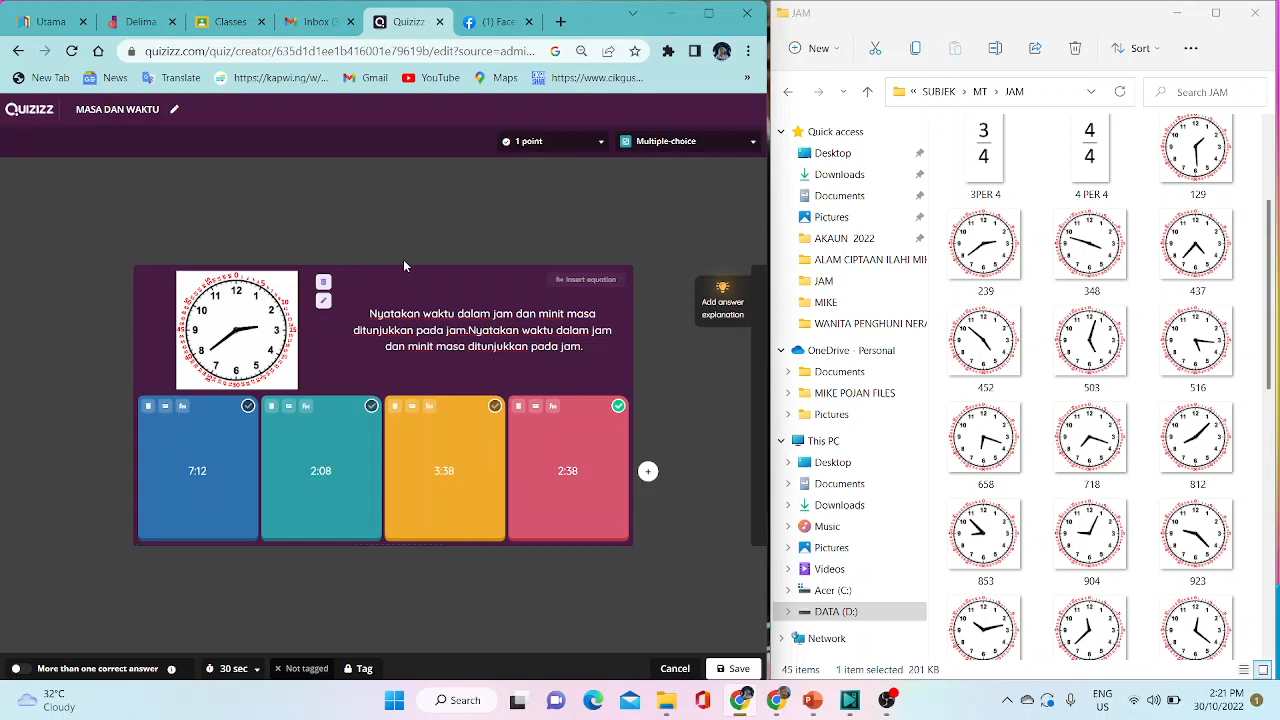 Utama
Delima
Classr
Inbox (
Quizizz -
(1) Face
quizizz.com/quiz/creator/635d1d1ee1b416001e79619b/edit?source=admi...
New Tab
News
Translate
https://kapwi.ng/w/...
Gmail
YouTube
Maps
https://www.cikgus...
»
Quizizz
MASA DAN WAKTU
1 point
Multiple-choice
fx Insert equation
Nyatakan waktu dalam jam dan minit masa
ditunjukkan pada jam.Nyatakan waktu dalam jam
dan minit masa ditunjukkan pada jam.
Add answer
explanation
7:12
2:08
3:38
2:38
+
More than one correct answer
30 sec
Not tagged
Tag
Cancel
Save
JAM
New
Sort
SUBJEK > MT > JAM
Search JAM
Quick access
Desktop
Downloads
Documents
Pictures
AKAUN 2022
ALAM CIPTAAN ILAHI MIK
JAM
MIKE
WANITA PENGHUNI NERA
OneDrive - Personal
Documents
MIKE POJAN FILES
Pictures
This PC
Desktop
Documents
Downloads
Music
Pictures
Videos
Acer (C:)
DATA (D:)
Network
3
4
4
4
3PER 4
4 PER 4
129
239
348
437
452
503
516
658
718
812
853
904
923
45 items
1 item selected 201 KB
32°C
Cloudy
Search
ENG
US
3:32 PM
30/10/2022
1